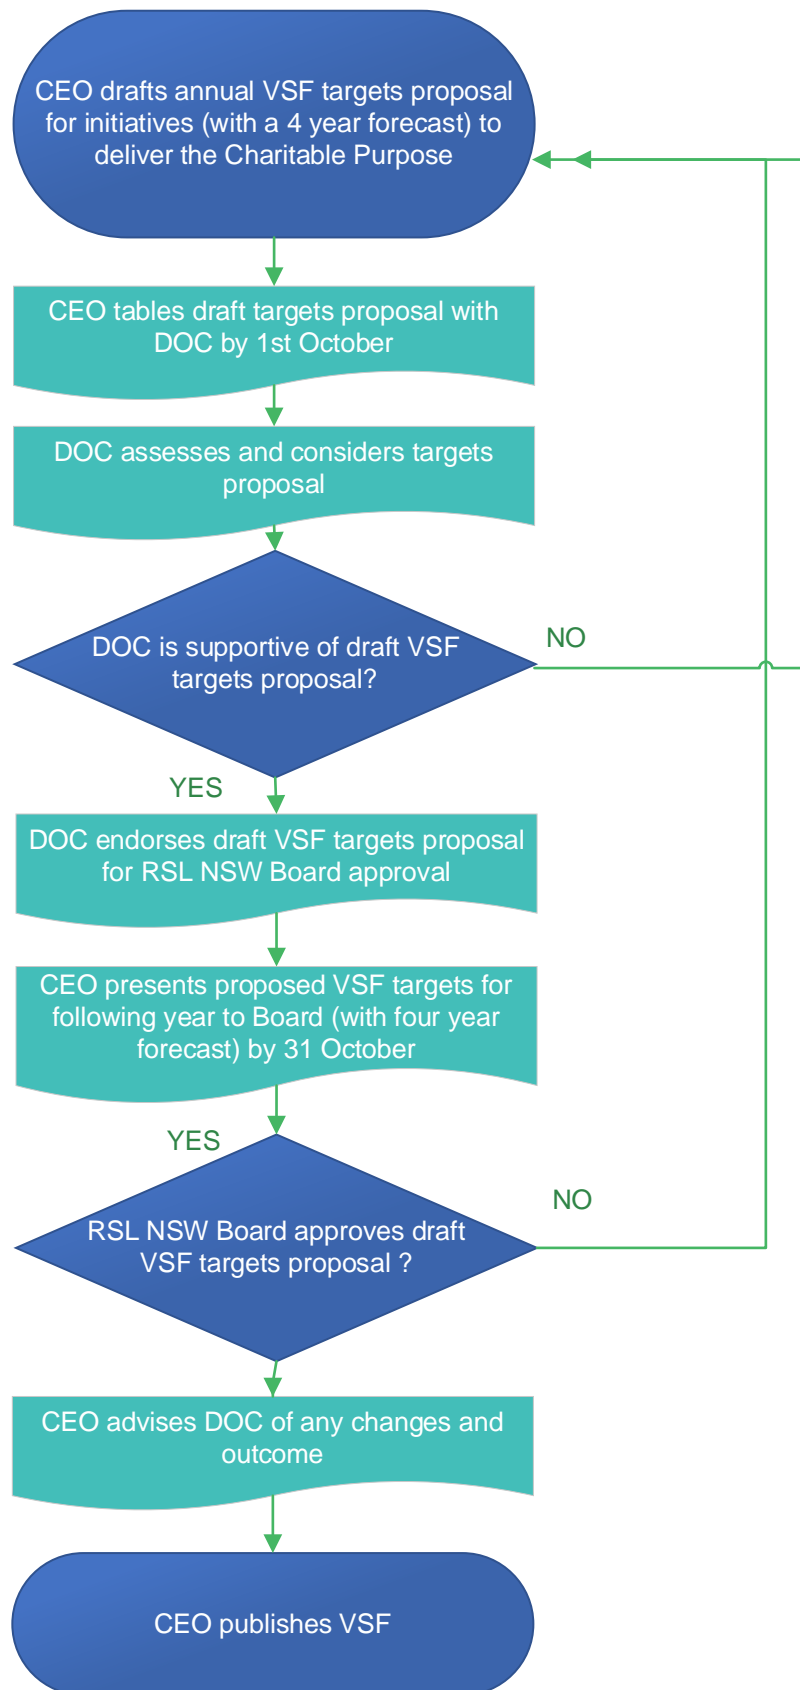 CEO drafts annual VSF targets proposal
for initiatives (with a 4 year forecast) to
deliver the Charitable Purpose
CEO tables draft targets proposal with
DOC by 1st October
DOC assesses and considers targets
proposal
DOC is supportive of draft VSF
targets proposal?
NO
YES
DOC endorses draft VSF targets proposal
for RSL NSW Board approval
CEO presents proposed VSF targets for
following year to Board (with four year
forecast) by 31 October
YES
RSL NSW Board approves draft
VSF targets proposal ?
NO
CEO advises DOC of any changes and
outcome
CEO publishes VSF